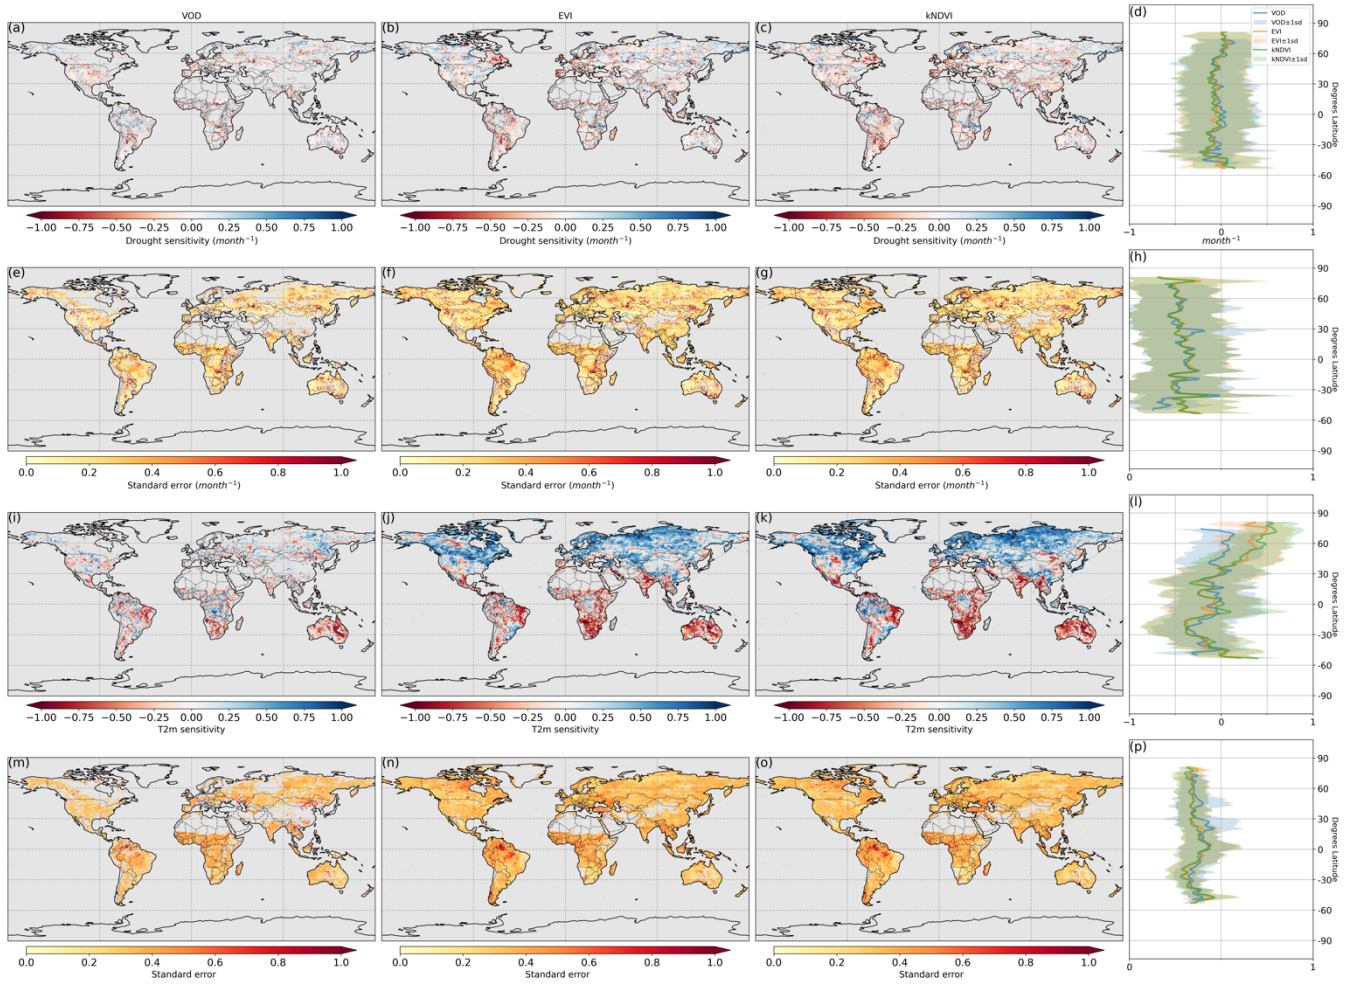 VOD EVI kNDVI
(a) (b) (c) (d)
VOD
VOD±1sd
EVI
EVI±1sd
kNDVI
kNDVI±1sd
90
60
30
0
−30
−60
−90
Degrees Latitude
−1.00 −0.75 −0.50 −0.25 0.00 0.25 0.50 0.75 1.00 −1.00 −0.75 −0.50 −0.25 0.00 0.25 0.50 0.75 1.00 −1.00 −0.75 −0.50 −0.25 0.00 0.25 0.50 0.75 1.00 −1 0 1
Drought sensitivity (month⁻¹) Drought sensitivity (month⁻¹) Drought sensitivity (month⁻¹) month⁻¹
(e) (f) (g) (h)
90
60
30
0
−30
−60
−90
Degrees Latitude
0.0 0.2 0.4 0.6 0.8 1.0 0.0 0.2 0.4 0.6 0.8 1.0 0.0 0.2 0.4 0.6 0.8 1.0 −1 0 1
Standard error (month⁻¹) Standard error (month⁻¹) Standard error (month⁻¹)
(i) (j) (k) (l)
90
60
30
0
−30
−60
−90
Degrees Latitude
−1.00 −0.75 −0.50 −0.25 0.00 0.25 0.50 0.75 1.00 −1.00 −0.75 −0.50 −0.25 0.00 0.25 0.50 0.75 1.00 −1.00 −0.75 −0.50 −0.25 0.00 0.25 0.50 0.75 1.00 −1 0 1
T2m sensitivity T2m sensitivity T2m sensitivity
(m) (n) (o) (p)
90
60
30
0
−30
−60
−90
Degrees Latitude
0.0 0.2 0.4 0.6 0.8 1.0 0.0 0.2 0.4 0.6 0.8 1.0 0.0 0.2 0.4 0.6 0.8 1.0 0 1
Standard error Standard error Standard error